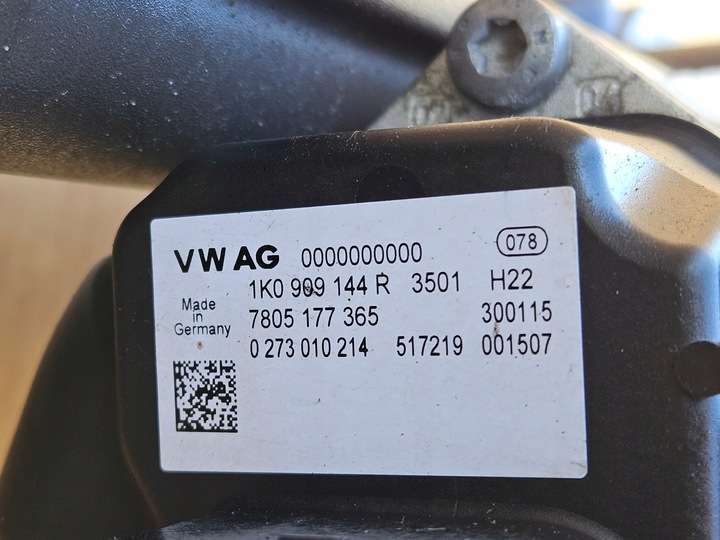 VW AG 0000000000 078
1K0 909 144 R 3501 H22
Made in Germany
7805 177 365 300115
0 273 010 214 517219 001507